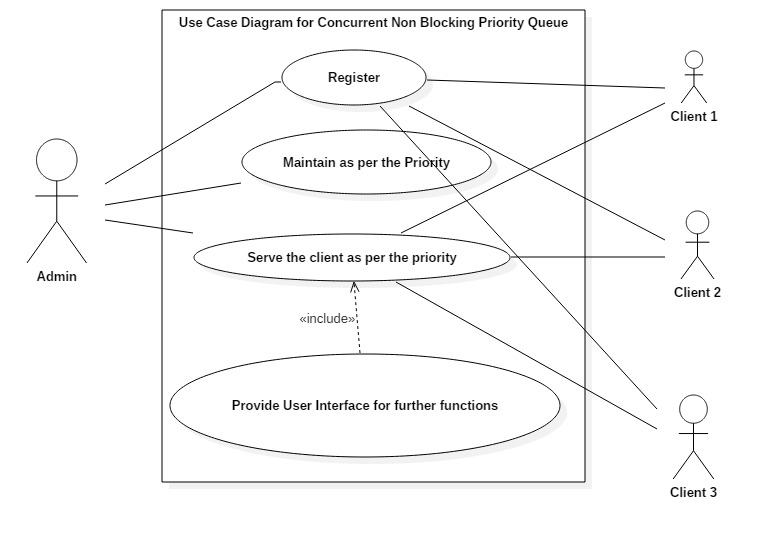 Use Case Diagram for Concurrent Non Blocking Priority Queue
Register
Client 1
Maintain as per the Priority
Admin
Serve the client as per the priority
Client 2
«include»
Provide User Interface for further functions
Client 3